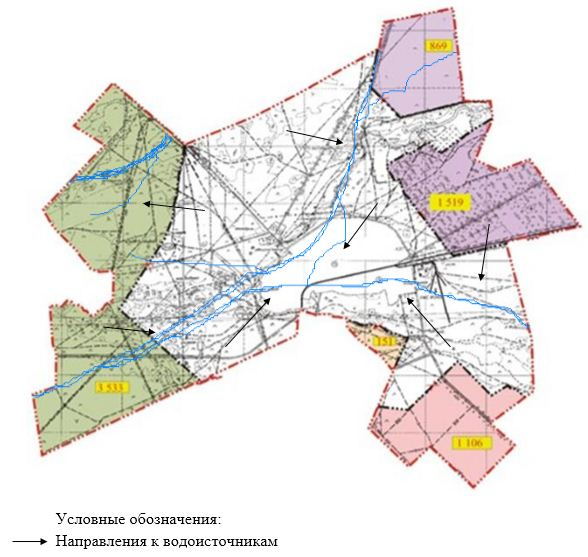 869
1 519
151
3 533
1 106
Условные обозначения:
Направления к водоисточникам